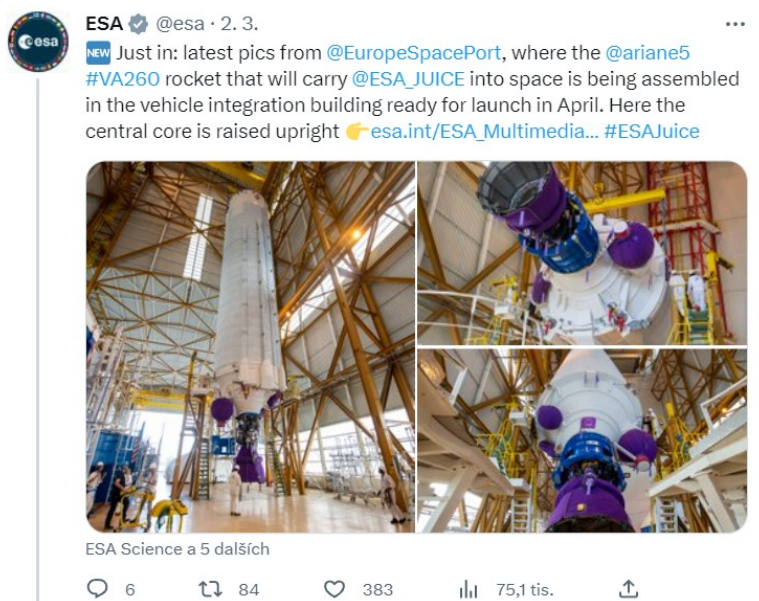 esa
ESA @esa · 2. 3.
NEW Just in: latest pics from @EuropeSpacePort, where the @ariane5
#VA260 rocket that will carry @ESA_JUICE into space is being assembled
in the vehicle integration building ready for launch in April. Here the
central core is raised upright 👉esa.int/ESA_Multimedia... #ESAJuice
ESA Science a 5 dalších
6 84 383 75,1 tis.